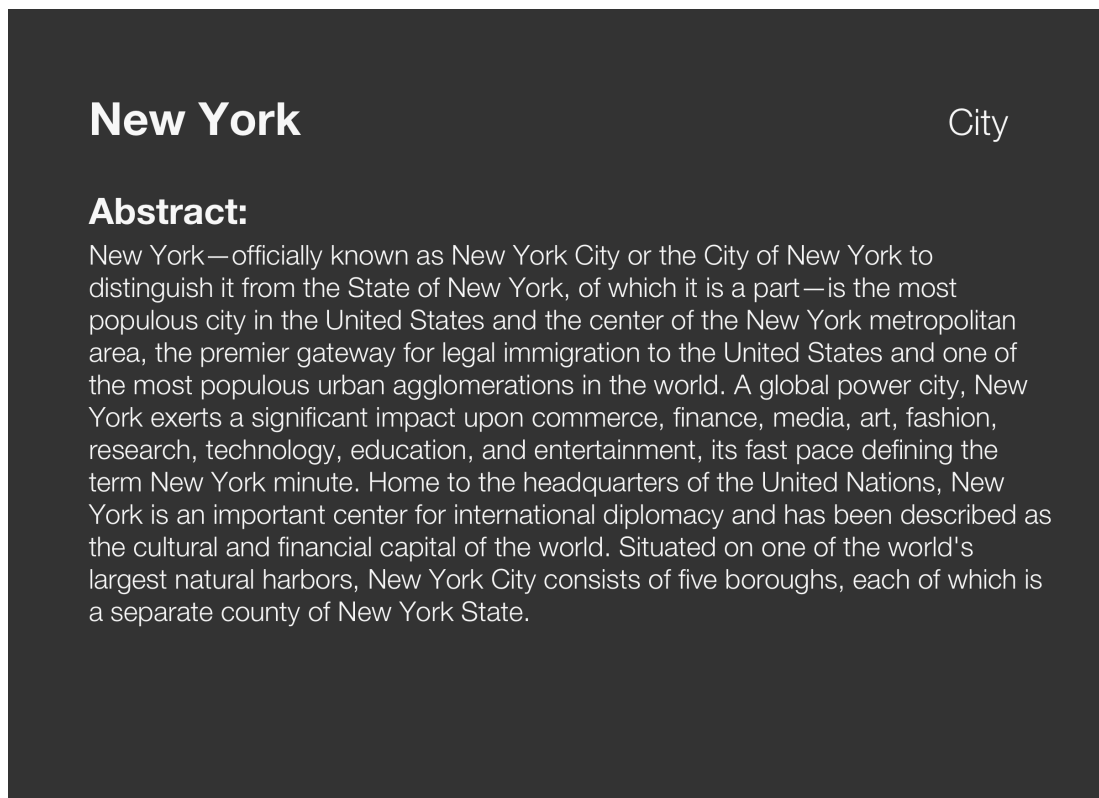 New York
City
Abstract:
New York—officially known as New York City or the City of New York to
distinguish it from the State of New York, of which it is a part—is the most
populous city in the United States and the center of the New York metropolitan
area, the premier gateway for legal immigration to the United States and one of
the most populous urban agglomerations in the world. A global power city, New
York exerts a significant impact upon commerce, finance, media, art, fashion,
research, technology, education, and entertainment, its fast pace defining the
term New York minute. Home to the headquarters of the United Nations, New
York is an important center for international diplomacy and has been described as
the cultural and financial capital of the world. Situated on one of the world's
largest natural harbors, New York City consists of five boroughs, each of which is
a separate county of New York State.